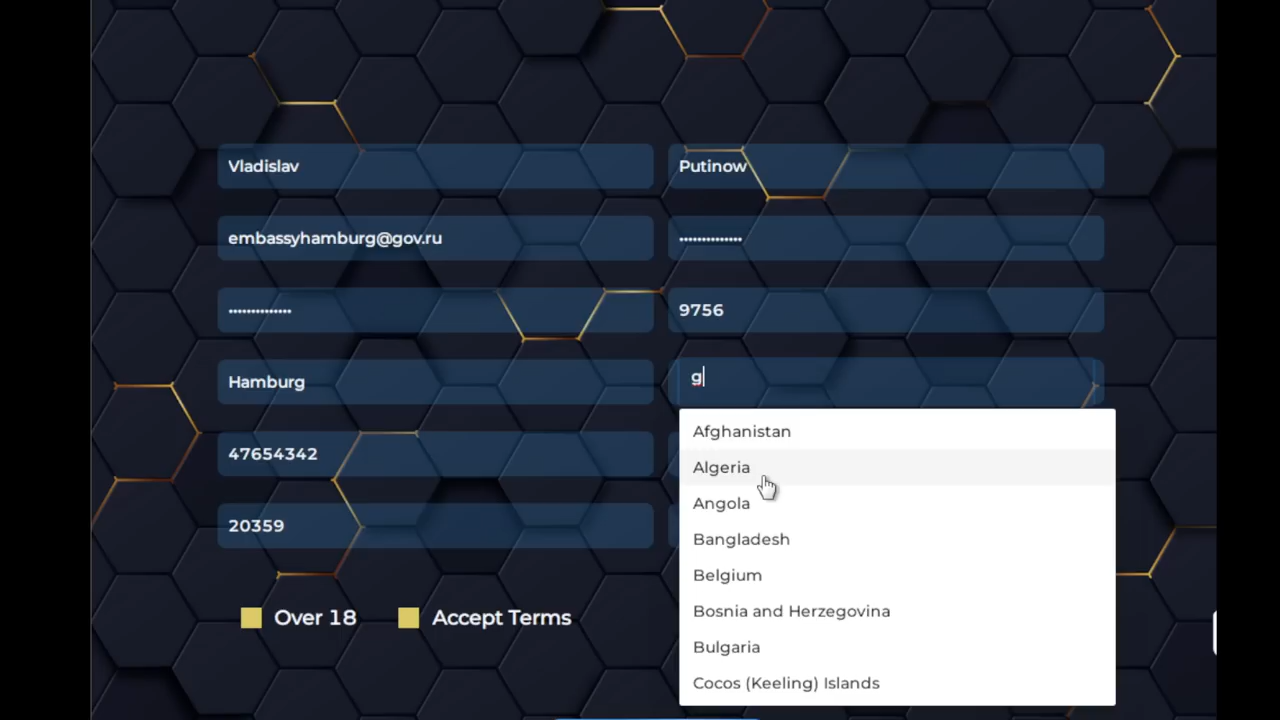 Vladislav
Putinow
embassyhamburg@gov.ru
••••••••••••••
••••••••••••••
9756
Hamburg
g
47654342
20359
Afghanistan
Algeria
Angola
Bangladesh
Belgium
Bosnia and Herzegovina
Bulgaria
Cocos (Keeling) Islands
Over 18
Accept Terms